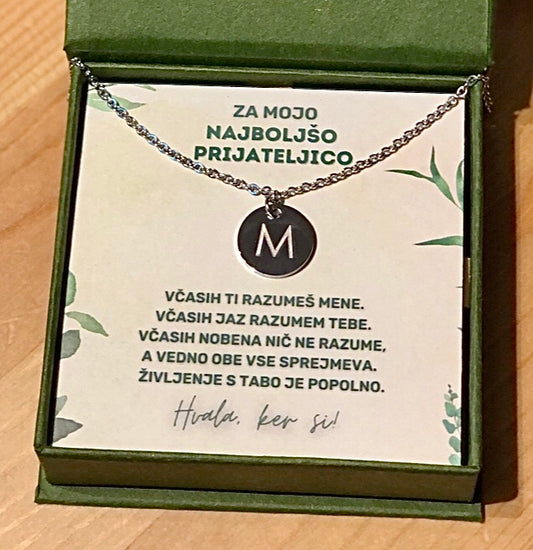 ZA MOJO
NAJBOLJŠO
PRIJATELJICO
M
VČASIH TI RAZUMEŠ MENE.
VČASIH JAZ RAZUMEM TEBE.
VČASIH NOBENA NIČ NE RAZUME,
A VEDNO OBE VSE SPREJMEVA.
ŽIVLJENJE S TABO JE POPOLNO.
Hvala, ker si!